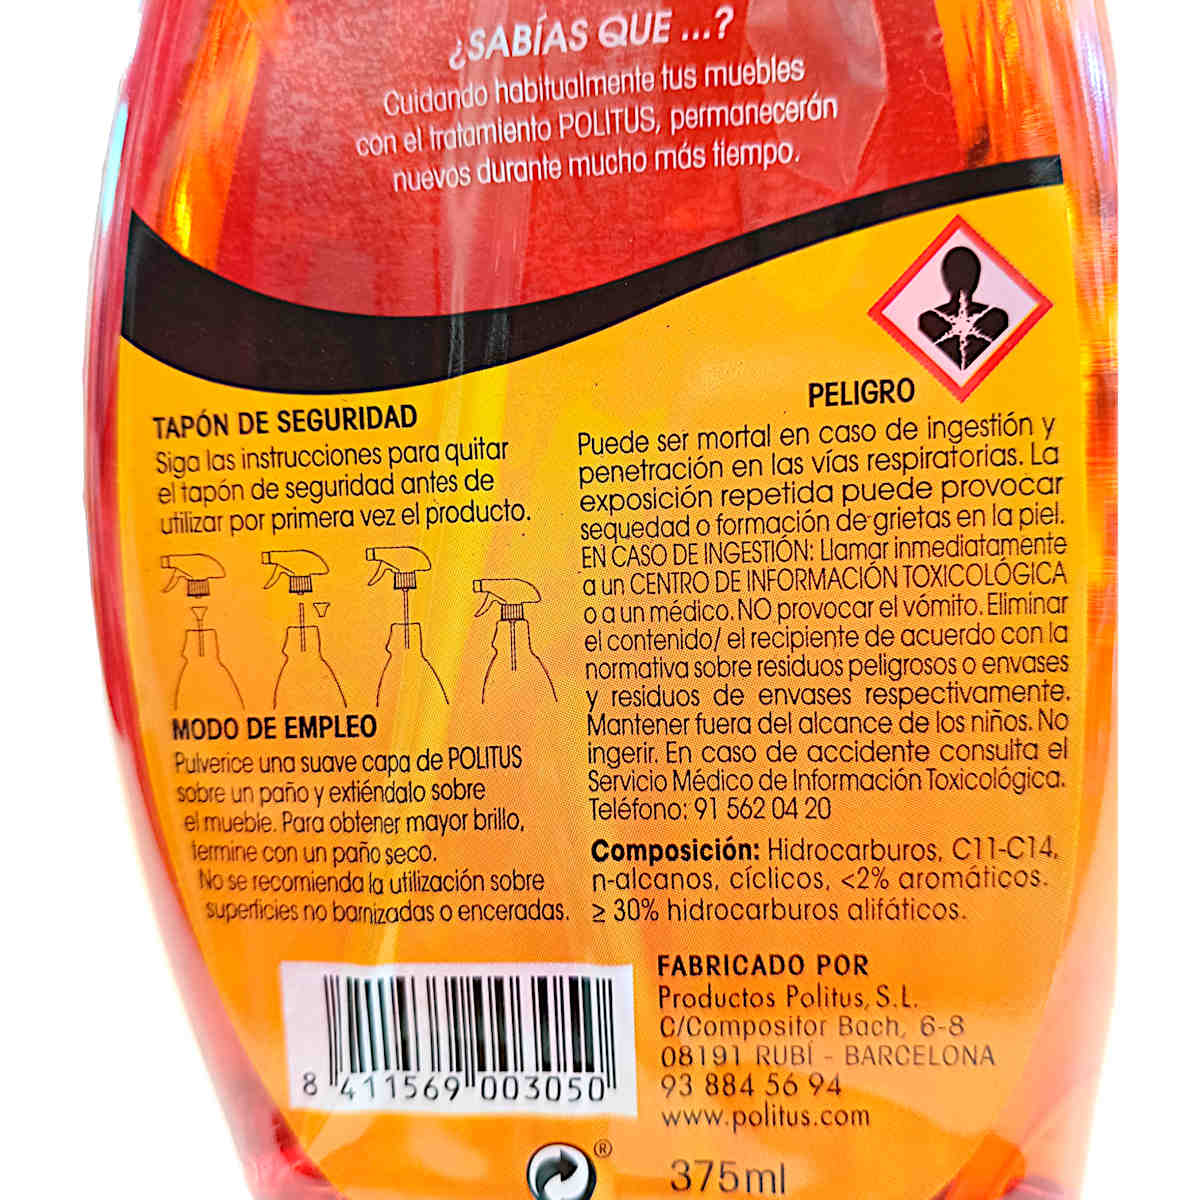 ¿SABÍAS QUE ...?
Cuidando habitualmente tus muebles
con el tratamiento POLITUS, permanecerán
nuevos durante mucho más tiempo.
TAPÓN DE SEGURIDAD
Siga las instrucciones para quitar
el tapón de seguridad antes de
utilizar por primera vez el producto.
MODO DE EMPLEO
Pulverice una suave capa de POLITUS
sobre un paño y extiéndalo sobre
el mueble. Para obtener mayor brillo,
termine con un paño seco.
No se recomienda la utilización sobre
superficies no barnizadas o enceradas.
PELIGRO
Puede ser mortal en caso de ingestión y
penetración en las vías respiratorias. La
exposición repetida puede provocar
sequedad o formación de grietas en la piel.
EN CASO DE INGESTIÓN: Llamar inmediatamente
a un CENTRO DE INFORMACIÓN TOXICOLÓGICA
o a un médico. NO provocar el vómito. Eliminar
el contenido/ el recipiente de acuerdo con la
normativa sobre residuos peligrosos o envases
y residuos de envases respectivamente.
Mantener fuera del alcance de los niños. No
ingerir. En caso de accidente consulta el
Servicio Médico de Información Toxicológica.
Teléfono: 91 562 04 20
Composición: Hidrocarburos, C11-C14,
n-alcanos, cíclicos, <2% aromáticos.
≥ 30% hidrocarburos alifáticos.
FABRICADO POR
Productos Politus, S.L.
C/Compositor Bach, 6-8
08191 RUBÍ - BARCELONA
93 884 56 94
www.politus.com
8 411569 003050
®
375ml